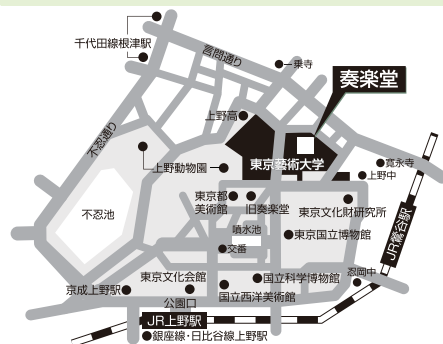 千代田線根津駅
言問通り
乗寺
奏楽堂
上野高
不忍通り
東京藝術大学
寛永寺
上野中
上野動物園
東京都
美術館
旧奏楽堂
東京文化財研究所
JR鶯谷駅
不忍池
噴水池
東京国立博物館
交番
忍岡中
東京文化会館
国立科学博物館
京成上野駅
国立西洋美術館
公園口
JR上野駅
銀座線・日比谷線上野駅